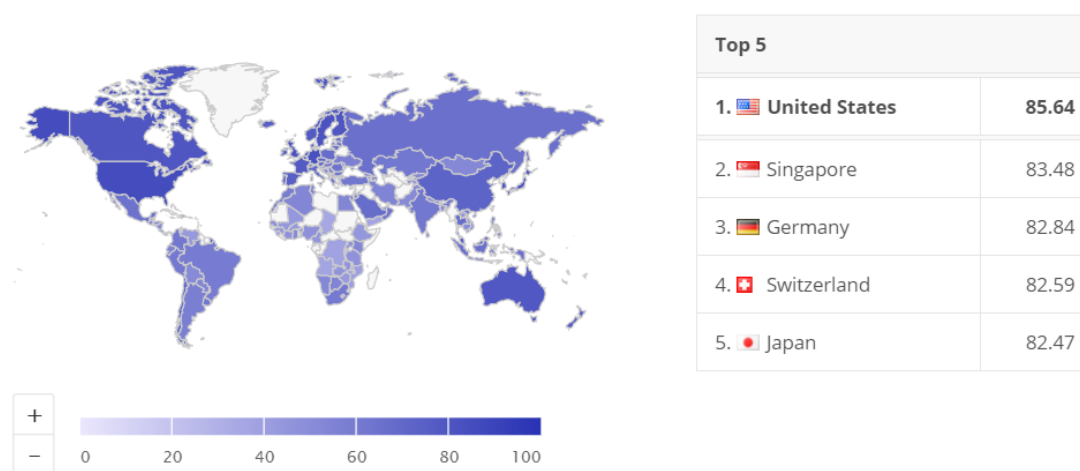 Top 5
1. United States 85.64
2. Singapore 83.48
3. Germany 82.84
4. Switzerland 82.59
5. Japan 82.47
+
−
0 20 40 60 80 100